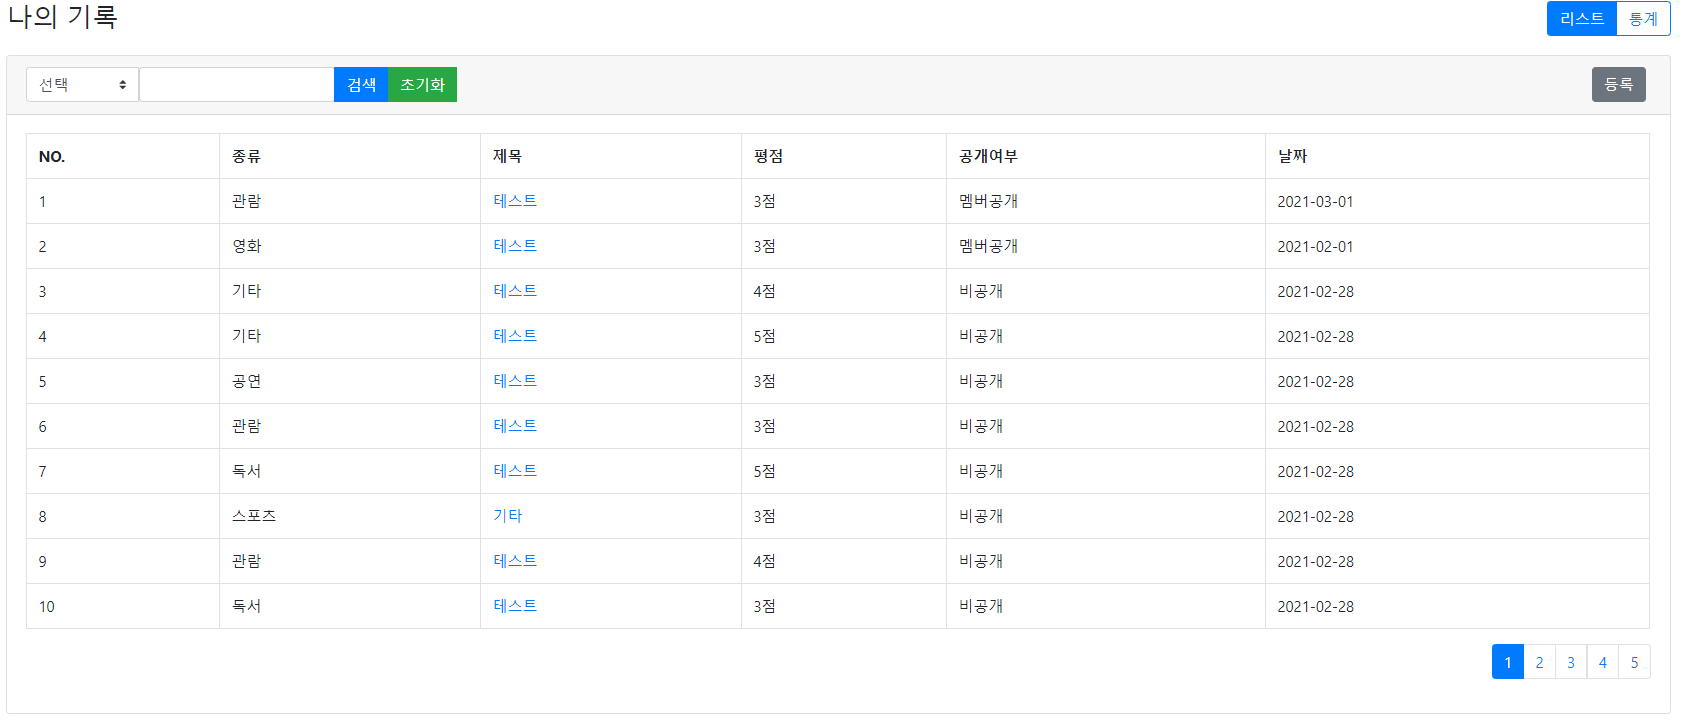 나의 기록
리스트 통계
선택 검색 초기화 등록
NO. 종류 제목 평점 공개여부 날짜
1 관람 테스트 3점 멤버공개 2021-03-01
2 영화 테스트 3점 멤버공개 2021-02-01
3 기타 테스트 4점 비공개 2021-02-28
4 기타 테스트 5점 비공개 2021-02-28
5 공연 테스트 3점 비공개 2021-02-28
6 관람 테스트 3점 비공개 2021-02-28
7 독서 테스트 5점 비공개 2021-02-28
8 스포츠 기타 3점 비공개 2021-02-28
9 관람 테스트 4점 비공개 2021-02-28
10 독서 테스트 3점 비공개 2021-02-28
1 2 3 4 5